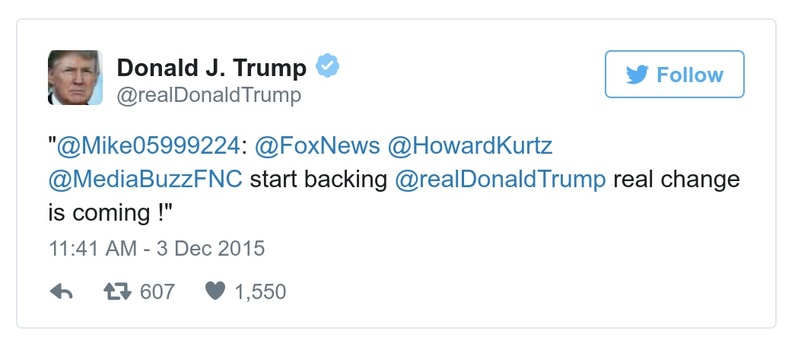 Donald J. Trump
@realDonaldTrump
Follow
"@Mike05999224: @FoxNews @HowardKurtz
@MediaBuzzFNC start backing @realDonaldTrump real change
is coming !"
11:41 AM - 3 Dec 2015
607 1,550